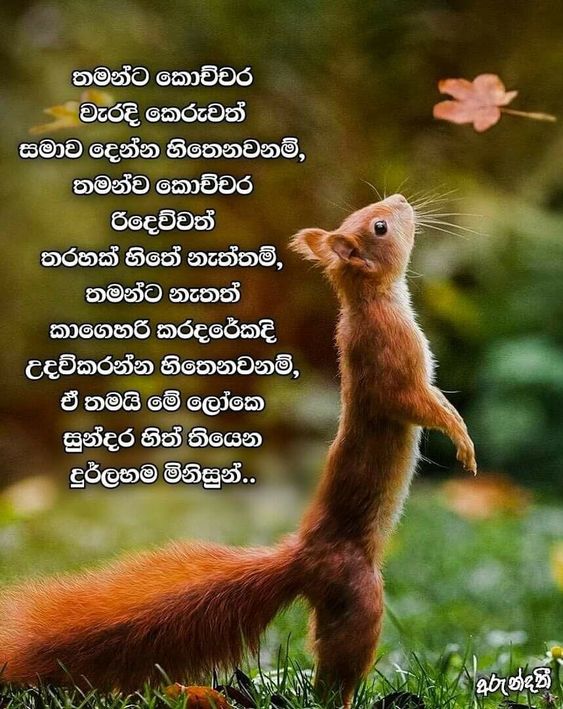 තමන්ට කොච්චර
වැරදි කෙරුවත්
සමාව දෙන්න හිතෙනවනම්,
තමන්ව කොච්චර
රිදෙව්වත්
තරහක් හිතේ නැත්තම්,
තමන්ට නැතත්
කාගෙහරි කරදරේකදි
උදව්කරන්න හිතෙනවනම්,
ඒ තමයි මේ ලෝකෙ
සුන්දර හිත් තියෙන
දුර්ලභම මිනිසුන්..
අරුන්දතී